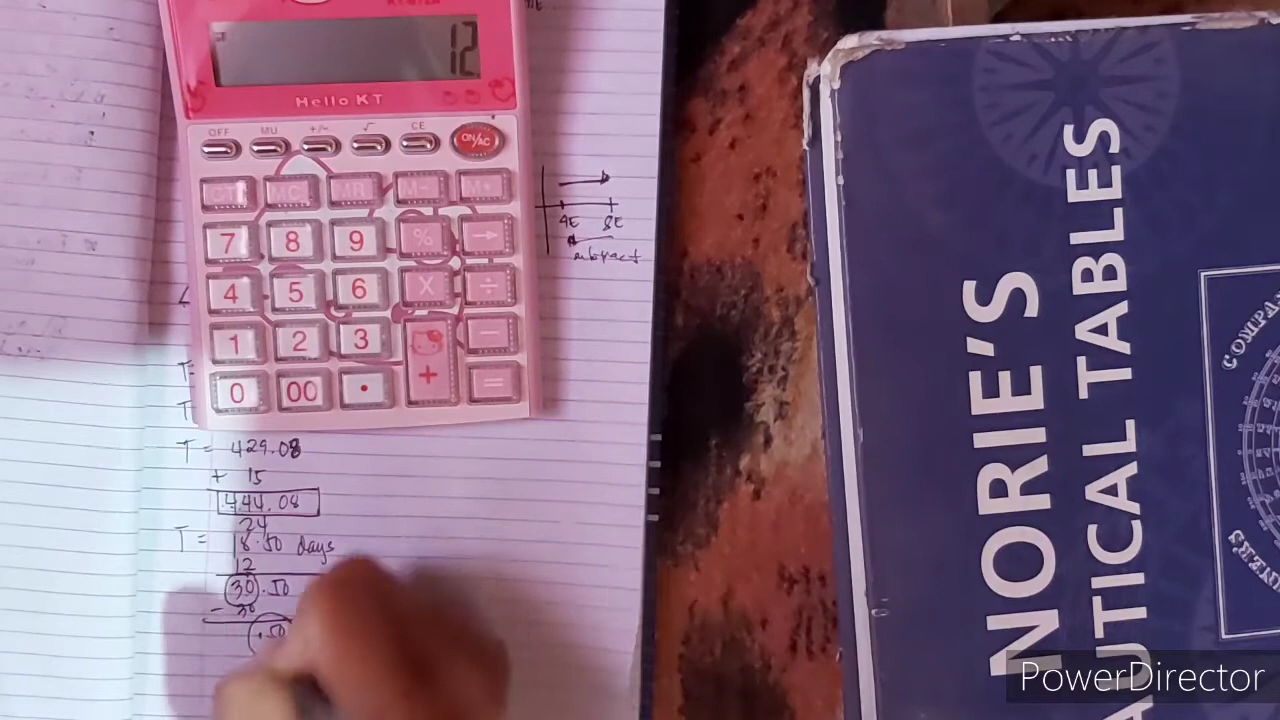 12
Hello KT
OFF MU +/- √ CE ON/AC
MC MR M- M+
7 8 9 % →
4 5 6 X ÷
1 2 3 + −
0 00 • =
4E 8E
subtract
T = 429.08
+ 15
444.08
24
T = 18.50 days
12
30.50
- 30
.50
NORIE'S
AUTICAL TABLES
COMPA
PowerDirector